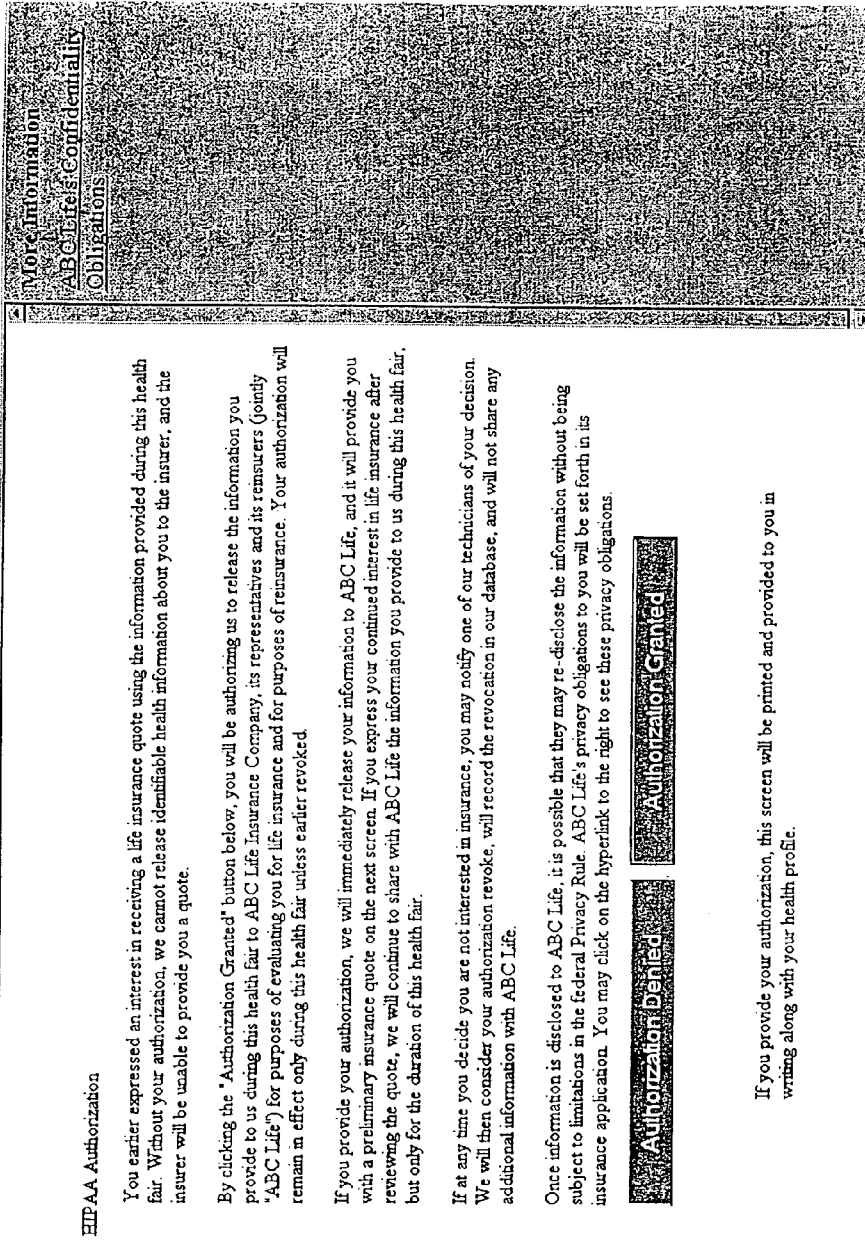 HIPAA Authorization
You earlier expressed an interest in receiving a life insurance quote using the information provided during this health
fair. Without your authorization, we cannot release identifiable health information about you to the insurer, and the
insurer will be unable to provide you a quote.
By clicking the "Authorization Granted" button below, you will be authorizing us to release the information you
provide to us during this health fair to ABC Life Insurance Company, its representatives and its reinsurers (jointly
"ABC Life") for purposes of evaluating you for life insurance and for purposes of reinsurance. Your authorization will
remain in effect only during this health fair unless earlier revoked.
If you provide your authorization, we will immediately release your information to ABC Life, and it will provide you
with a preliminary insurance quote on the next screen. If you express your continued interest in life insurance after
reviewing the quote, we will continue to share with ABC Life the information you provide to us during this health fair,
but only for the duration of this health fair.
If at any time you decide you are not interested in insurance, you may notify one of our technicians of your decision.
We will then consider your authorization revoke, will record the revocation in our database, and will not share any
additional information with ABC Life.
Once information is disclosed to ABC Life, it is possible that they may re-disclose the information without being
subject to limitations in the federal Privacy Rule. ABC Life's privacy obligations to you will be set forth in its
insurance application. You may click on the hyperlink to the right to see these privacy obligations.
Authorization Denied Authorization Granted
If you provide your authorization, this screen will be printed and provided to you in
writing along with your health profile.
More Information
ABC Life's Confidentiality
Obligations